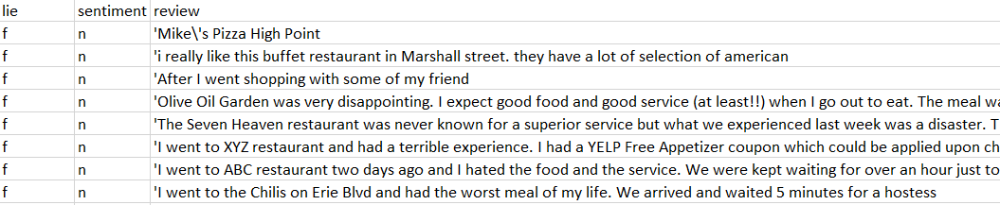 lie sentiment review
f n 'Mike\'s Pizza High Point
f n 'i really like this buffet restaurant in Marshall street. they have a lot of selection of american
f n 'After I went shopping with some of my friend
f n 'Olive Oil Garden was very disappointing. I expect good food and good service (at least!!) when I go out to eat. The meal wa
f n 'The Seven Heaven restaurant was never known for a superior service but what we experienced last week was a disaster. T
f n 'I went to XYZ restaurant and had a terrible experience. I had a YELP Free Appetizer coupon which could be applied upon ch
f n 'I went to ABC restaurant two days ago and I hated the food and the service. We were kept waiting for over an hour just to
f n 'I went to the Chilis on Erie Blvd and had the worst meal of my life. We arrived and waited 5 minutes for a hostess